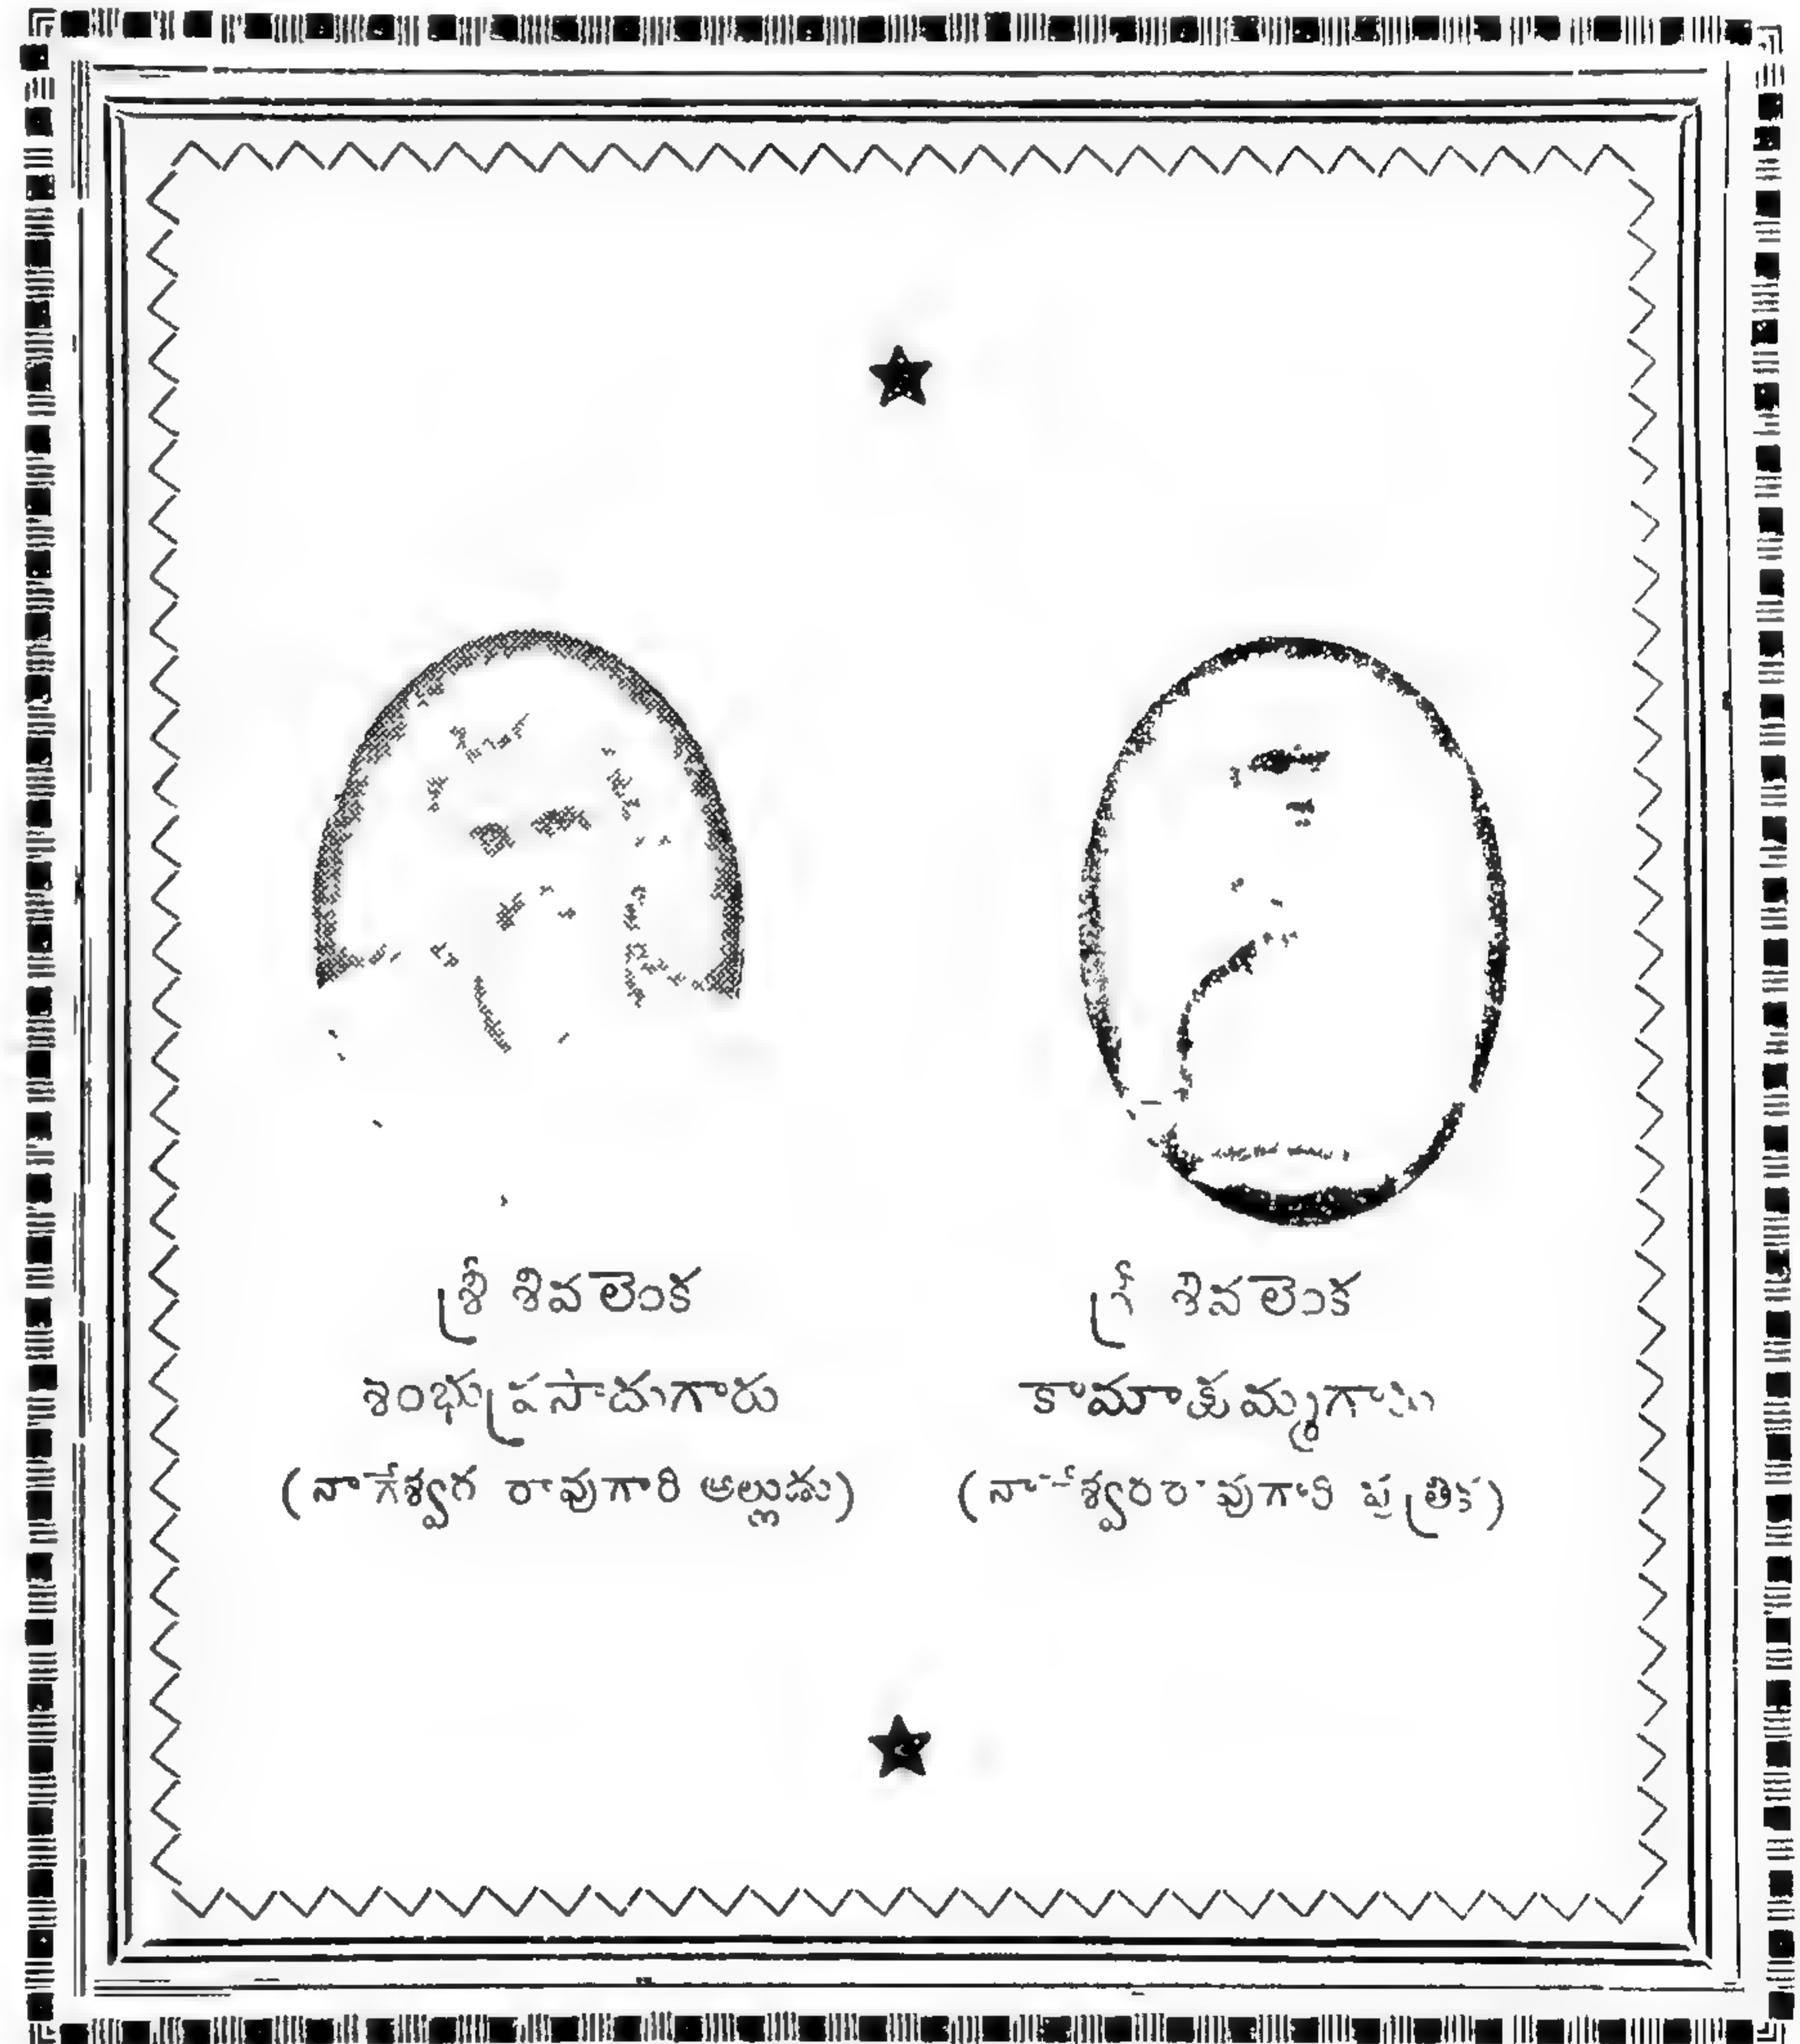 శ్రీ శివలెంక
శంభుప్రసాదుగారు
(నాగేశ్వర రావుగారి అల్లుడు)
శ్రీ శివలెంక
కామాక్షమ్మగారు
(నాగేశ్వరరావుగారి పుత్రిక)